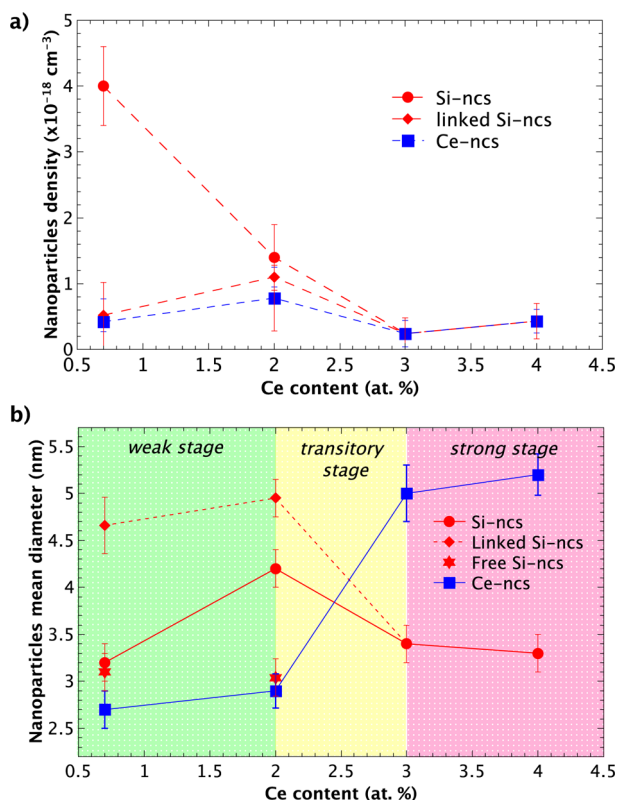 a)
Nanoparticles density (x10⁻¹⁸ cm⁻³)
5
4
3
2
1
0
Si-ncs
linked Si-ncs
Ce-ncs
0.5 1 1.5 2 2.5 3 3.5 4 4.5
Ce content (at. %)
b)
Nanoparticles mean diameter (nm)
5.5
5
4.5
4
3.5
3
2.5
weak stage
transitory
stage
strong stage
Si-ncs
Linked Si-ncs
Free Si-ncs
Ce-ncs
0.5 1 1.5 2 2.5 3 3.5 4 4.5
Ce content (at. %)